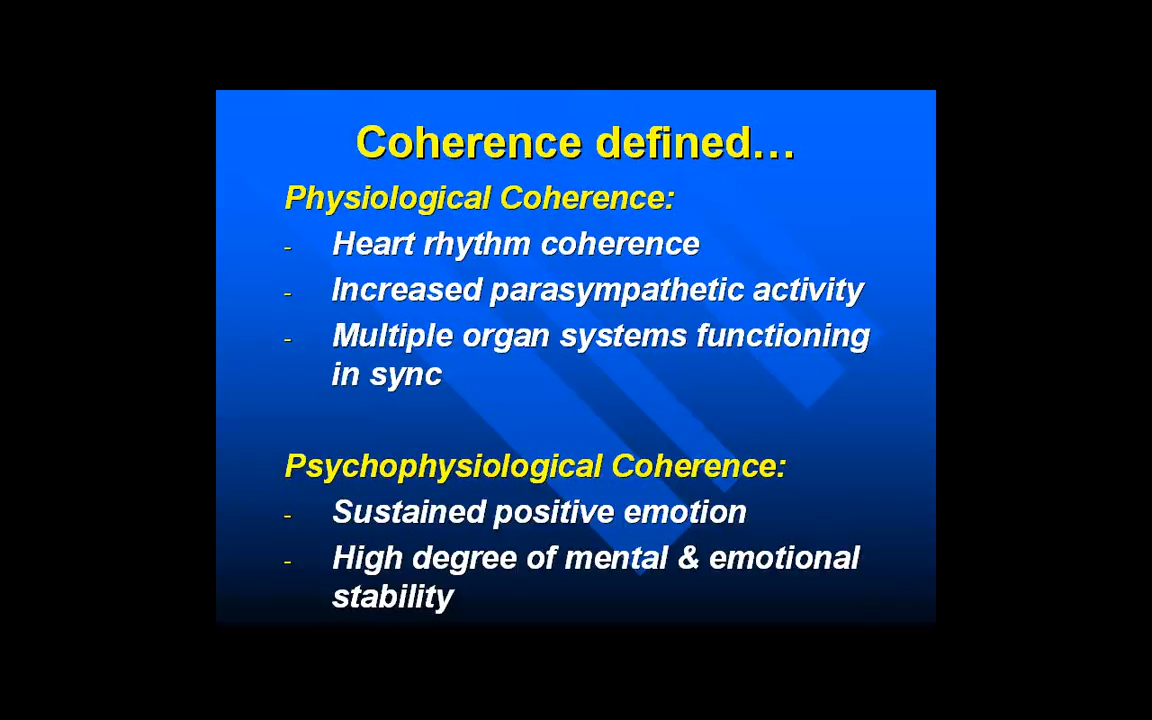 Coherence defined…
Physiological Coherence:
- Heart rhythm coherence
- Increased parasympathetic activity
- Multiple organ systems functioning
in sync
Psychophysiological Coherence:
- Sustained positive emotion
- High degree of mental & emotional
stability